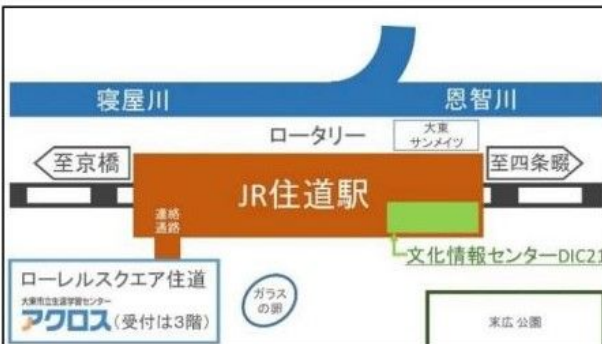 寝屋川
恩智川
ロータリー
大東
サンメイツ
至京橋
至四条畷
JR住道駅
連絡
通路
文化情報センターDIC21
ローレルスクエア住道
大東市立生涯学習センター
アクロス(受付は3階)
ガラス
の卵
末広公園